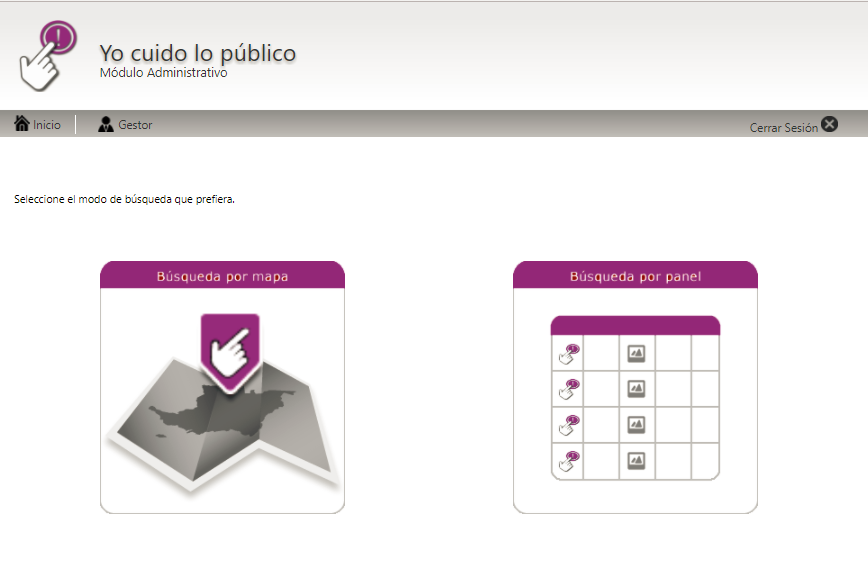 Yo cuido lo público
Módulo Administrativo
Inicio
Gestor
Cerrar Sesión
Seleccione el modo de búsqueda que prefiera.
Búsqueda por mapa
Búsqueda por panel